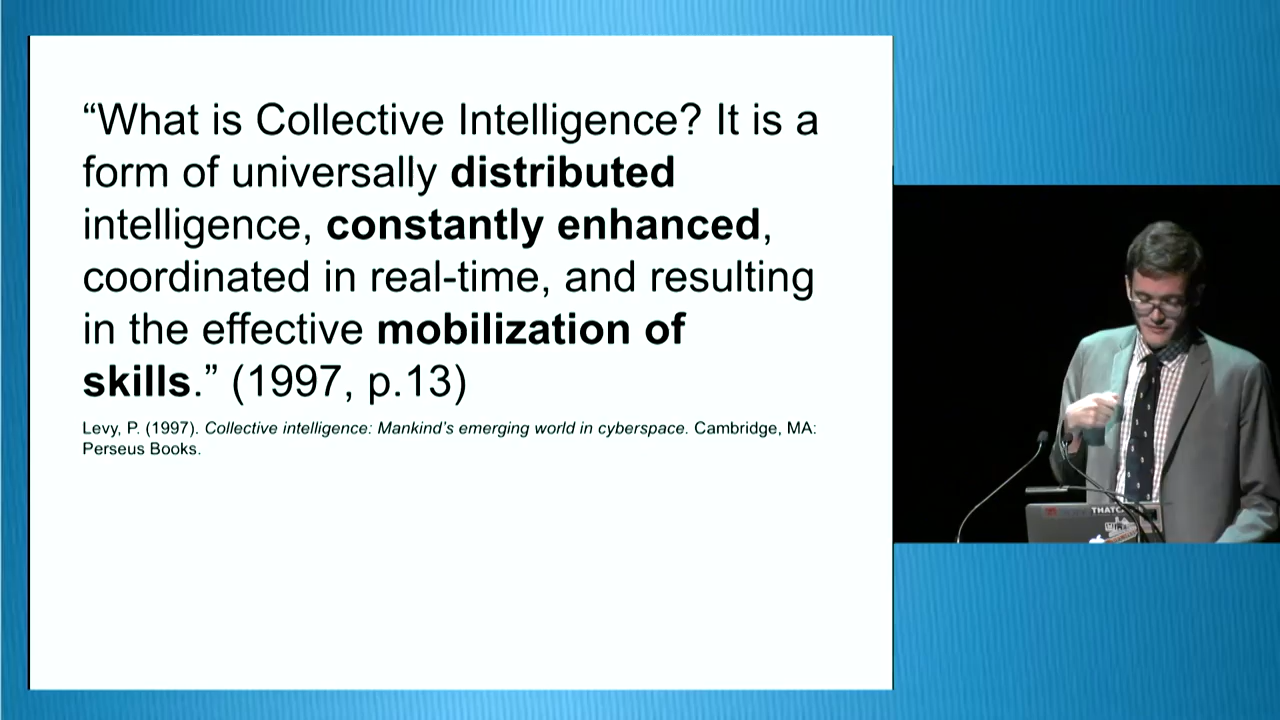 “What is Collective Intelligence? It is a
form of universally distributed
intelligence, constantly enhanced,
coordinated in real-time, and resulting
in the effective mobilization of
skills.” (1997, p.13)
Levy, P. (1997). Collective intelligence: Mankind’s emerging world in cyberspace. Cambridge, MA:
Perseus Books.